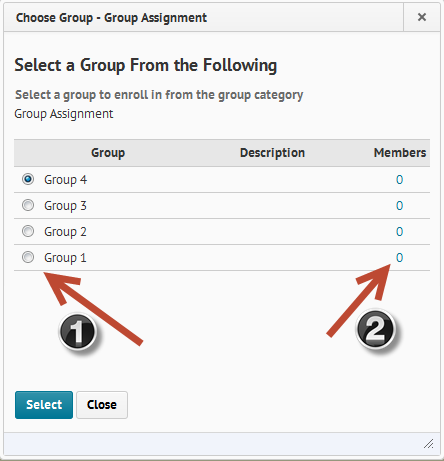 Choose Group - Group Assignment ×
Select a Group From the Following
Select a group to enroll in from the group category
Group Assignment
Group Description Members
Group 4 0
Group 3 0
Group 2 0
Group 1 0
1 2
Select Close